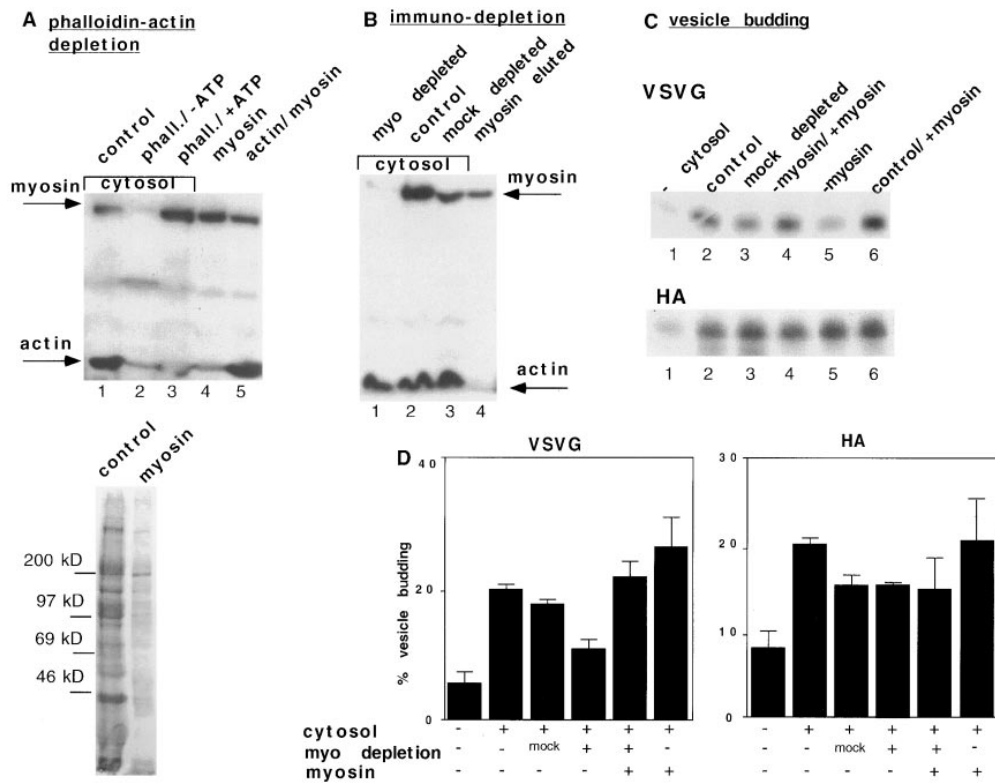 A phalloidin-actin
depletion
control
phall./-ATP
phall./+ATP
myosin
actin/myosin
cytosol
myosin
actin
1 2 3 4 5
control
myosin
200 kD
97 kD
69 kD
46 kD
B immuno-depletion
myo depleted
control
mock depleted
myosin eluted
cytosol
myosin
actin
1 2 3 4
C vesicle budding
VSVG
- cytosol
control
mock depleted
-myosin/+myosin
-myosin
control/+myosin
1 2 3 4 5 6
HA
1 2 3 4 5 6
D VSVG
40
20
0
% vesicle budding
HA
30
20
10
0
cytosol - + + + + + - + + + + +
myo depletion - - mock + + - - - mock + + -
myosin - - - - + + - - - - + +